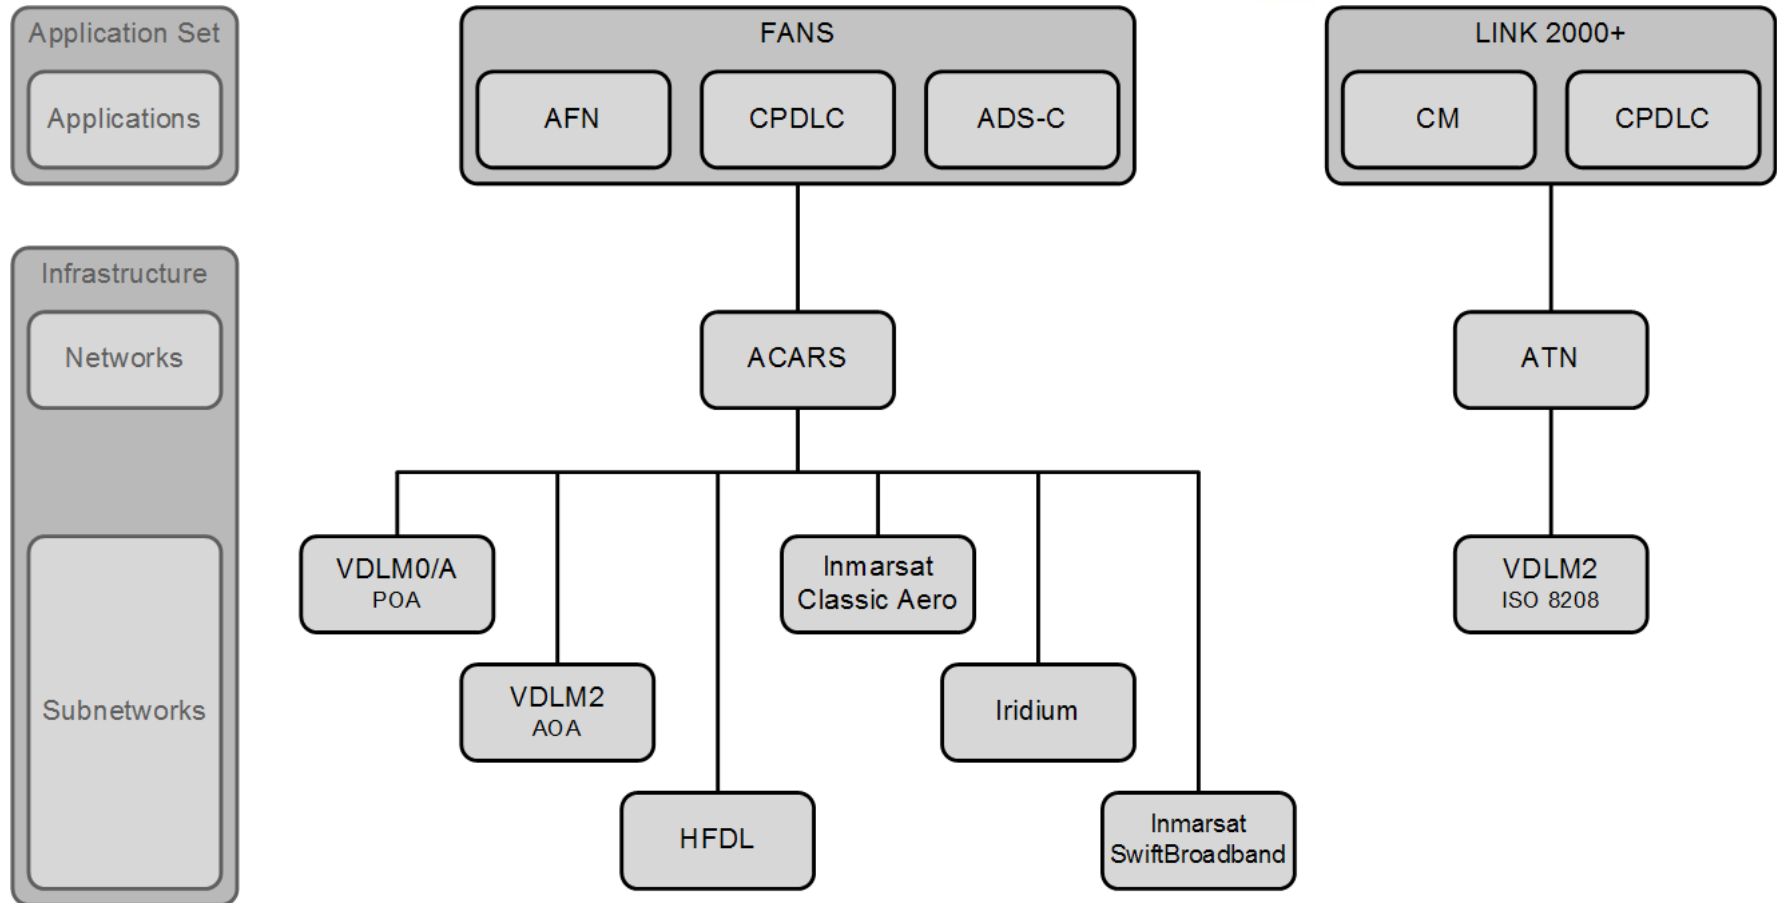 Application Set
Applications
FANS
AFN
CPDLC
ADS-C
LINK 2000+
CM
CPDLC
Infrastructure
Networks
ACARS
ATN
Subnetworks
VDLM0/A
POA
VDLM2
AOA
HFDL
Inmarsat
Classic Aero
Iridium
Inmarsat
SwiftBroadband
VDLM2
ISO 8208